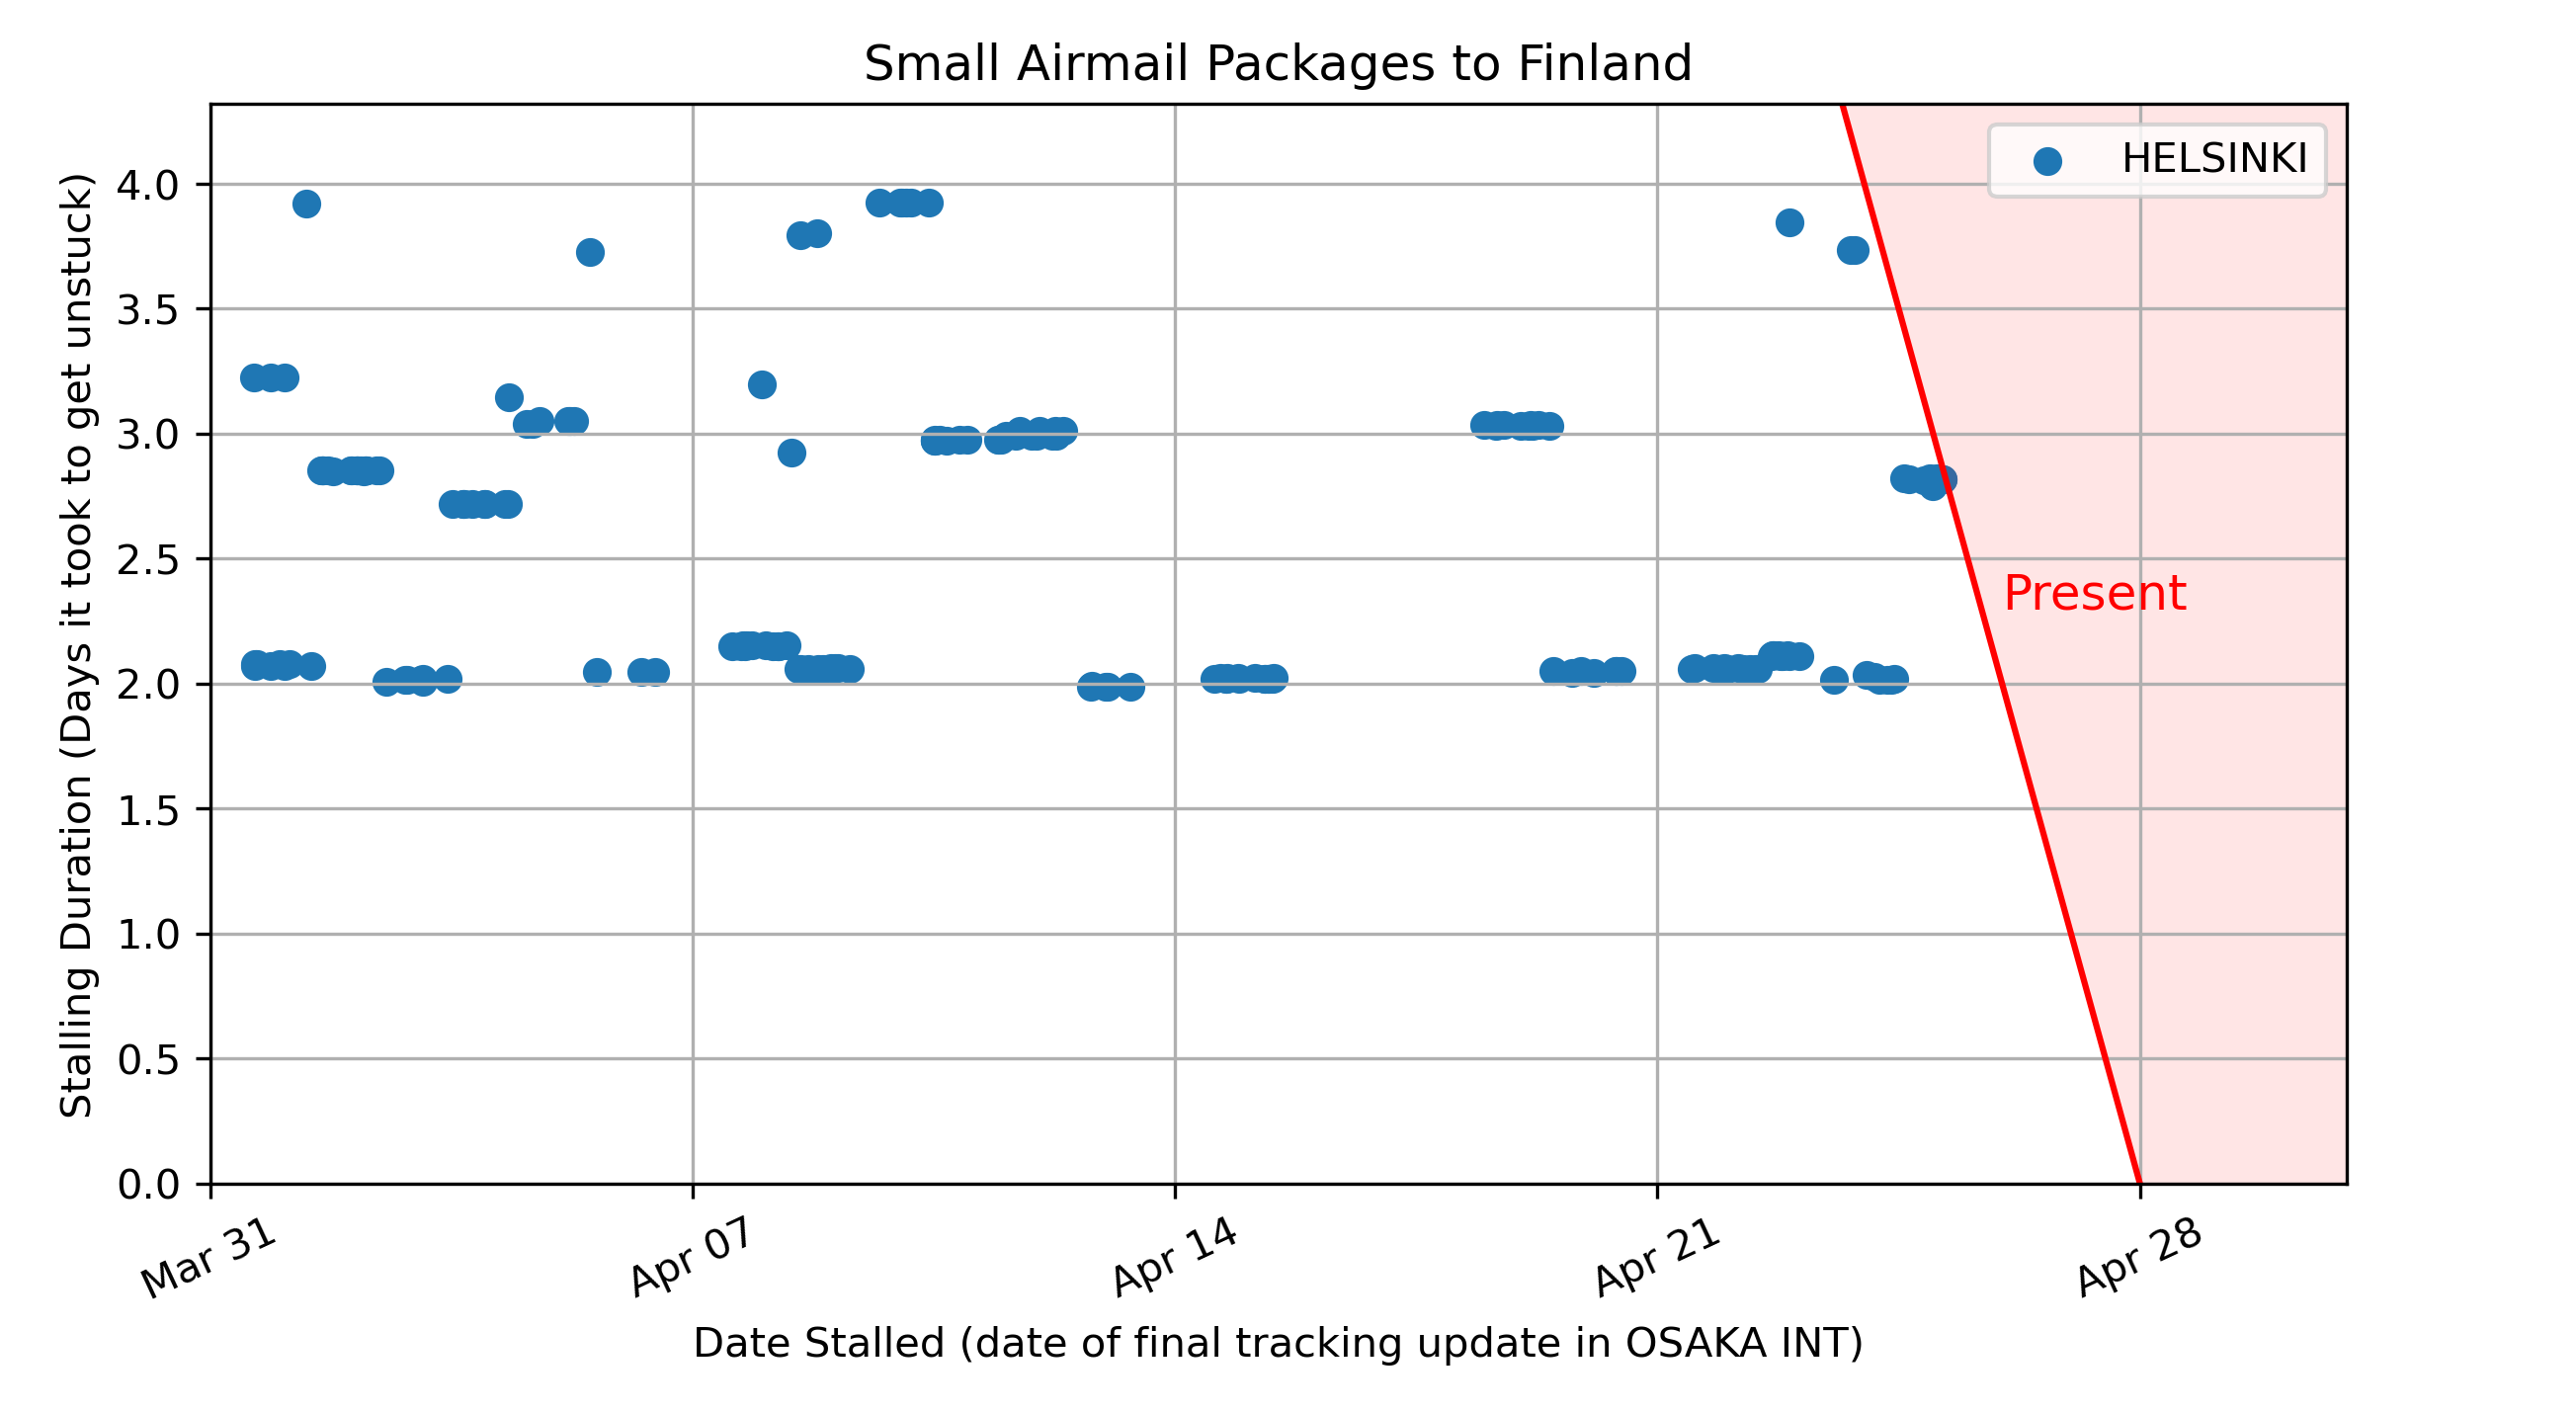 Small Airmail Packages to Finland
HELSINKI
Stalling Duration (Days it took to get unstuck)
4.0
3.5
3.0
2.5
2.0
1.5
1.0
0.5
0.0
Present
Mar 31
Apr 07
Apr 14
Apr 21
Apr 28
Date Stalled (date of final tracking update in OSAKA INT)